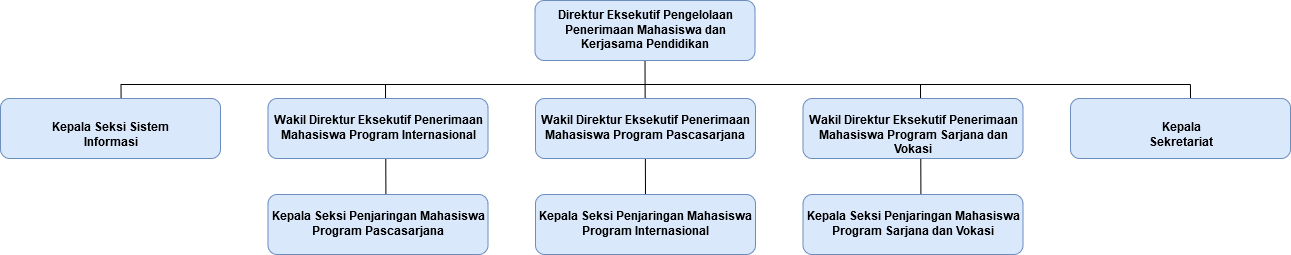 Direktur Eksekutif Pengelolaan
Penerimaan Mahasiswa dan
Kerjasama Pendidikan
Kepala Seksi Sistem
Informasi
Wakil Direktur Eksekutif Penerimaan
Mahasiswa Program Internasional
Wakil Direktur Eksekutif Penerimaan
Mahasiswa Program Pascasarjana
Wakil Direktur Eksekutif Penerimaan
Mahasiswa Program Sarjana dan
Vokasi
Kepala
Sekretariat
Kepala Seksi Penjaringan Mahasiswa
Program Pascasarjana
Kepala Seksi Penjaringan Mahasiswa
Program Internasional
Kepala Seksi Penjaringan Mahasiswa
Program Sarjana dan Vokasi